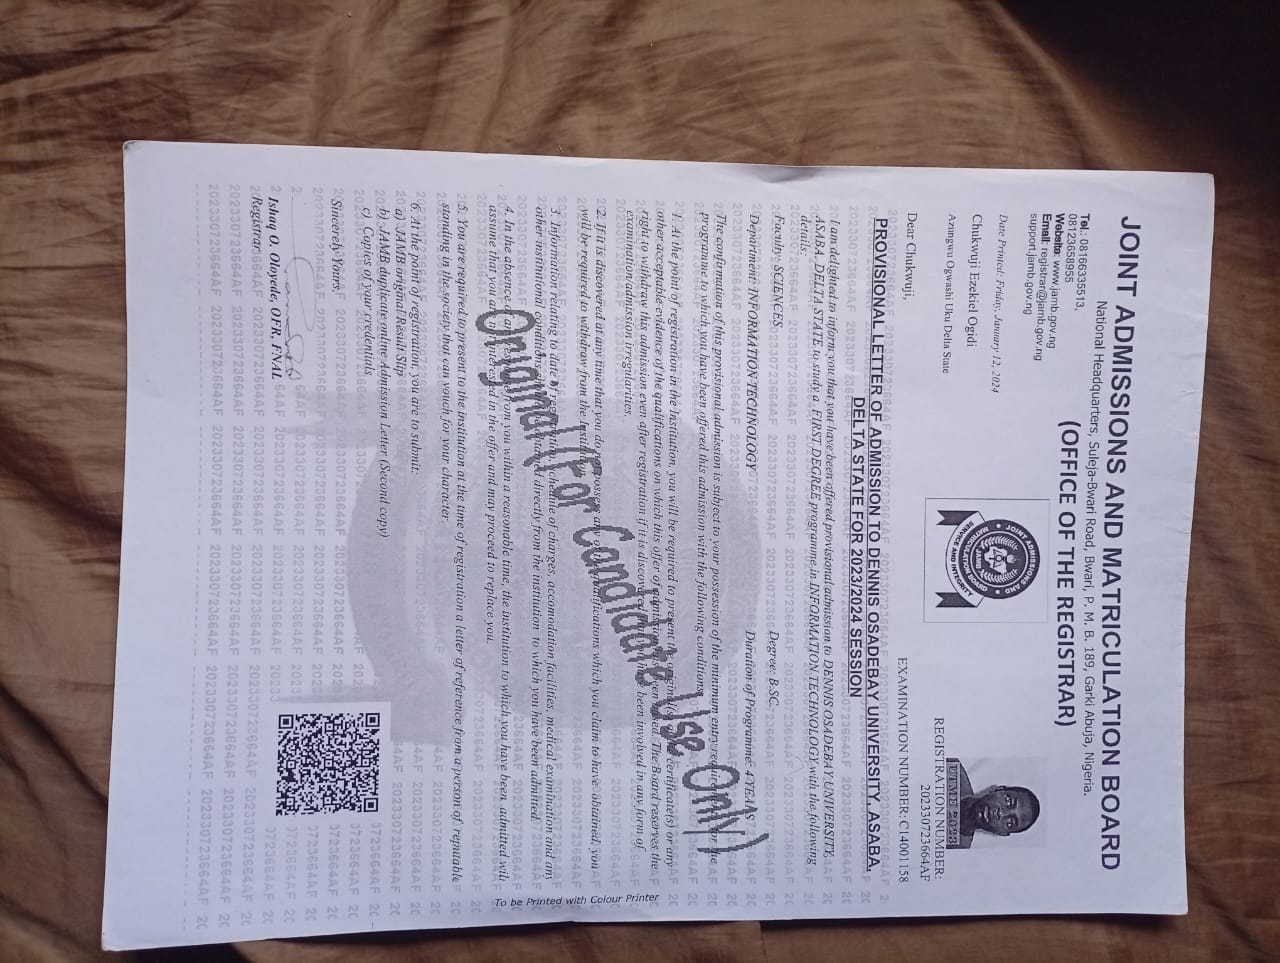 JOINT ADMISSIONS AND MATRICULATION BOARD
National Headquarters, Suleja-Bwari Road, Bwari, P. M. B. 189, Garki Abuja, Nigeria.
(OFFICE OF THE REGISTRAR)
Tel.: 08166335513,
08123658955
Website: www.jamb.gov.ng
Email: registrar@jamb.gov.ng
support.jamb.gov.ng
JOINT ADMISSIONS AND
MATRICULATION BOARD
JAMB
SERVICE AND INTEGRITY
UTME 2023
REGISTRATION NUMBER:
202330723664AF
EXAMINATION NUMBER:C14001158
Date Printed: Friday, January 12, 2024
Chukwuji Ezekiel Ogidi
Azungwu Ogwashi Uku Delta State
Dear Chukwuji,
PROVISIONAL LETTER OF ADMISSION TO DENNIS OSADEBAY UNIVERSITY, ASABA,
DELTA STATE FOR 2023/2024 SESSION
I am delighted to inform you that you have been offered provisional admission to DENNIS OSADEBAY UNIVERSITY,
ASABA, DELTA STATE to study a FIRST DEGREE programme in INFORMATION TECHNOLOGY with the following
details:
Faculty: SCIENCES Degree: B.SC.
Department: INFORMATION TECHNOLOGY Duration of Programme: 4 YEARS
The confirmation of this provisional admission is subject to your possession of the minimum entry for the
programme to which you have been offered this admission with the following conditions:
1. At the point of registration in the Institution, you will be required to present the original certificate(s) or any
other acceptable evidence of the qualifications on which this offer of admission is been The Board reserves the
right to withdraw this admission even after registration if it is discovered been involved in any form of
examination/admission irregularities.
2. If it is discovered at any time that you do not possess any of the qualifications which you claim to have obtained, you
will be required to withdraw from the Institution
3. Information relating to date of registration, schedule of charges, accomodation facilities, medical examination and any
other institutional conditions directly from the institution to which you have been admitted.
4. In the absence of a from you within a reasonable time, the institution to which you have been admitted will
assume that you are interested in the offer and may proceed to replace you.
5. You are required to present to the institution at the time of registration a letter of reference from a person of reputable
standing in the society that can vouch for your character.
6. At the point of registration, you are to submit:
a) JAMB original Result Slip
b) JAMB duplicate online Admission Letter (Second copy)
c) Copies of your credentials
Sincerely Yours,
Ishaq O. Oloyede, OFR, FNAL
Registrar
Original(For Candidate Use Only)
To be Printed with Colour Printer